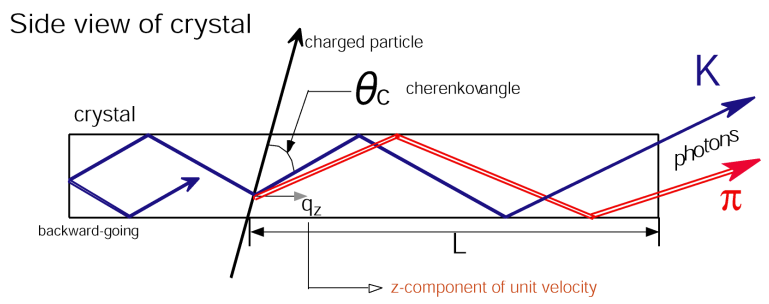 Side view of crystal
charged particle
K
θc cherenkovangle
crystal
photons
π
qz
backward-going
L
z-component of unit velocity